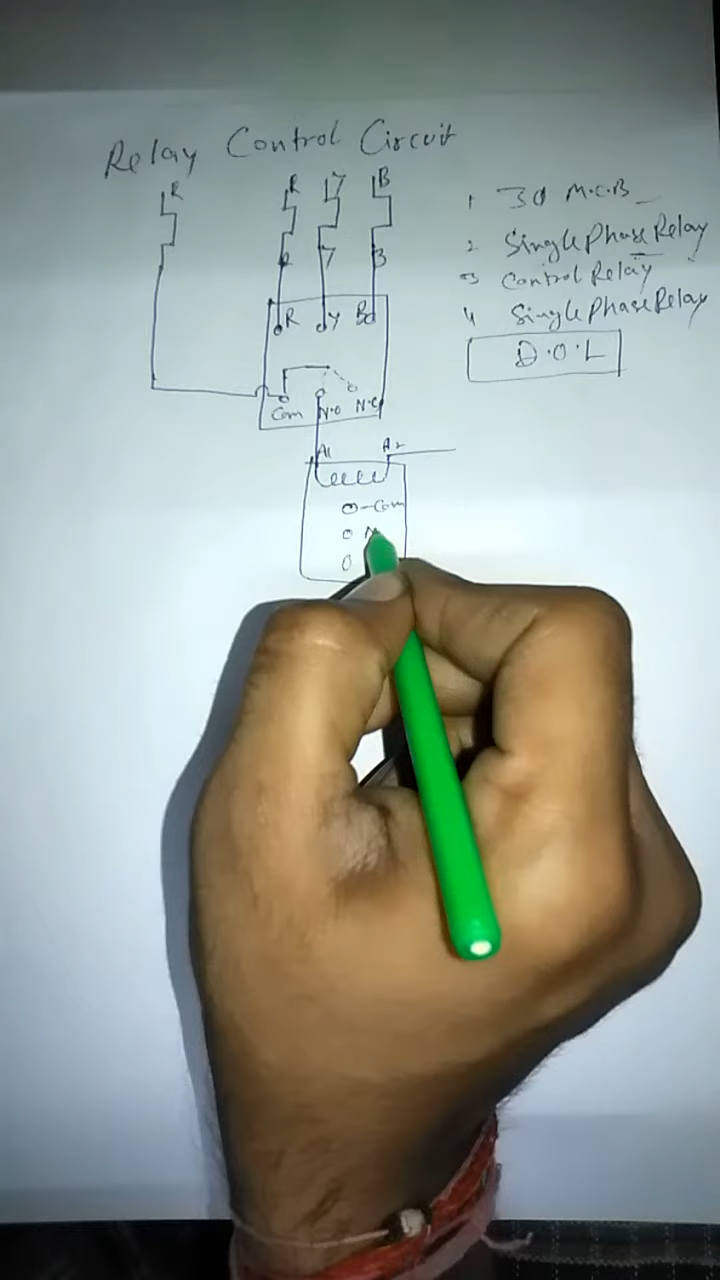 Relay Control Circuit
R R Y B
R Y B
R Y B
Com N.O N.C
A1 A2
Com
N
1 3Ø M.C.B
2 Single Phase Relay
3 Control Relay
4 Single Phase Relay
D.O.L